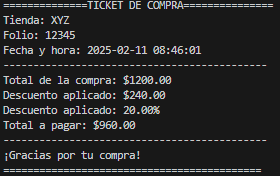 ==============TICKET DE COMPRA===============
Tienda: XYZ
Folio: 12345
Fecha y hora: 2025-02-11 08:46:01
--------------------------------------------
Total de la compra: $1200.00
Descuento aplicado: $240.00
Descuento aplicado: 20.00%
Total a pagar: $960.00
--------------------------------------------
¡Gracias por tu compra!
===========================================